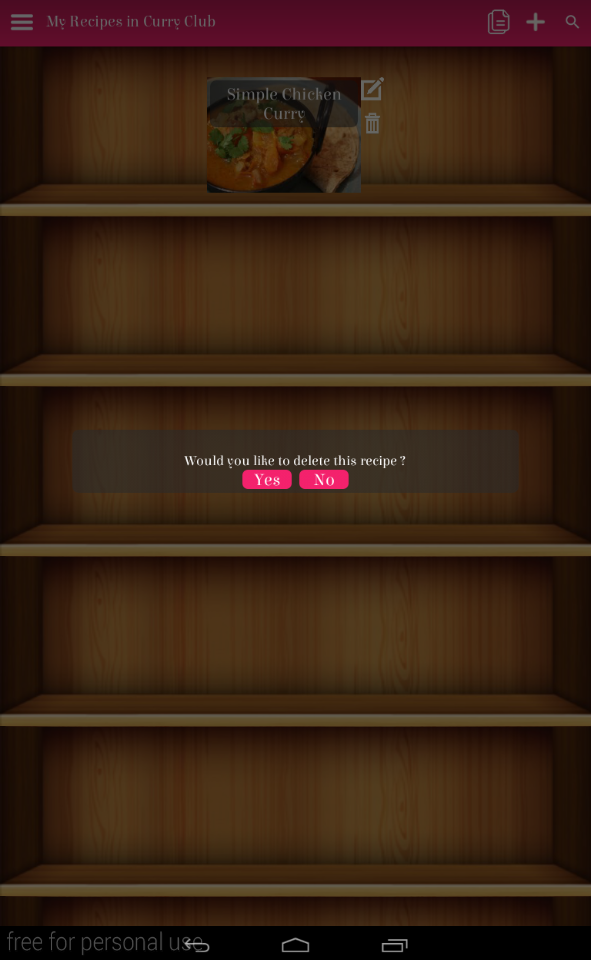 My Recipes in Curry Club
Simple Chicken
Curry
Would you like to delete this recipe ?
Yes No
free for personal use